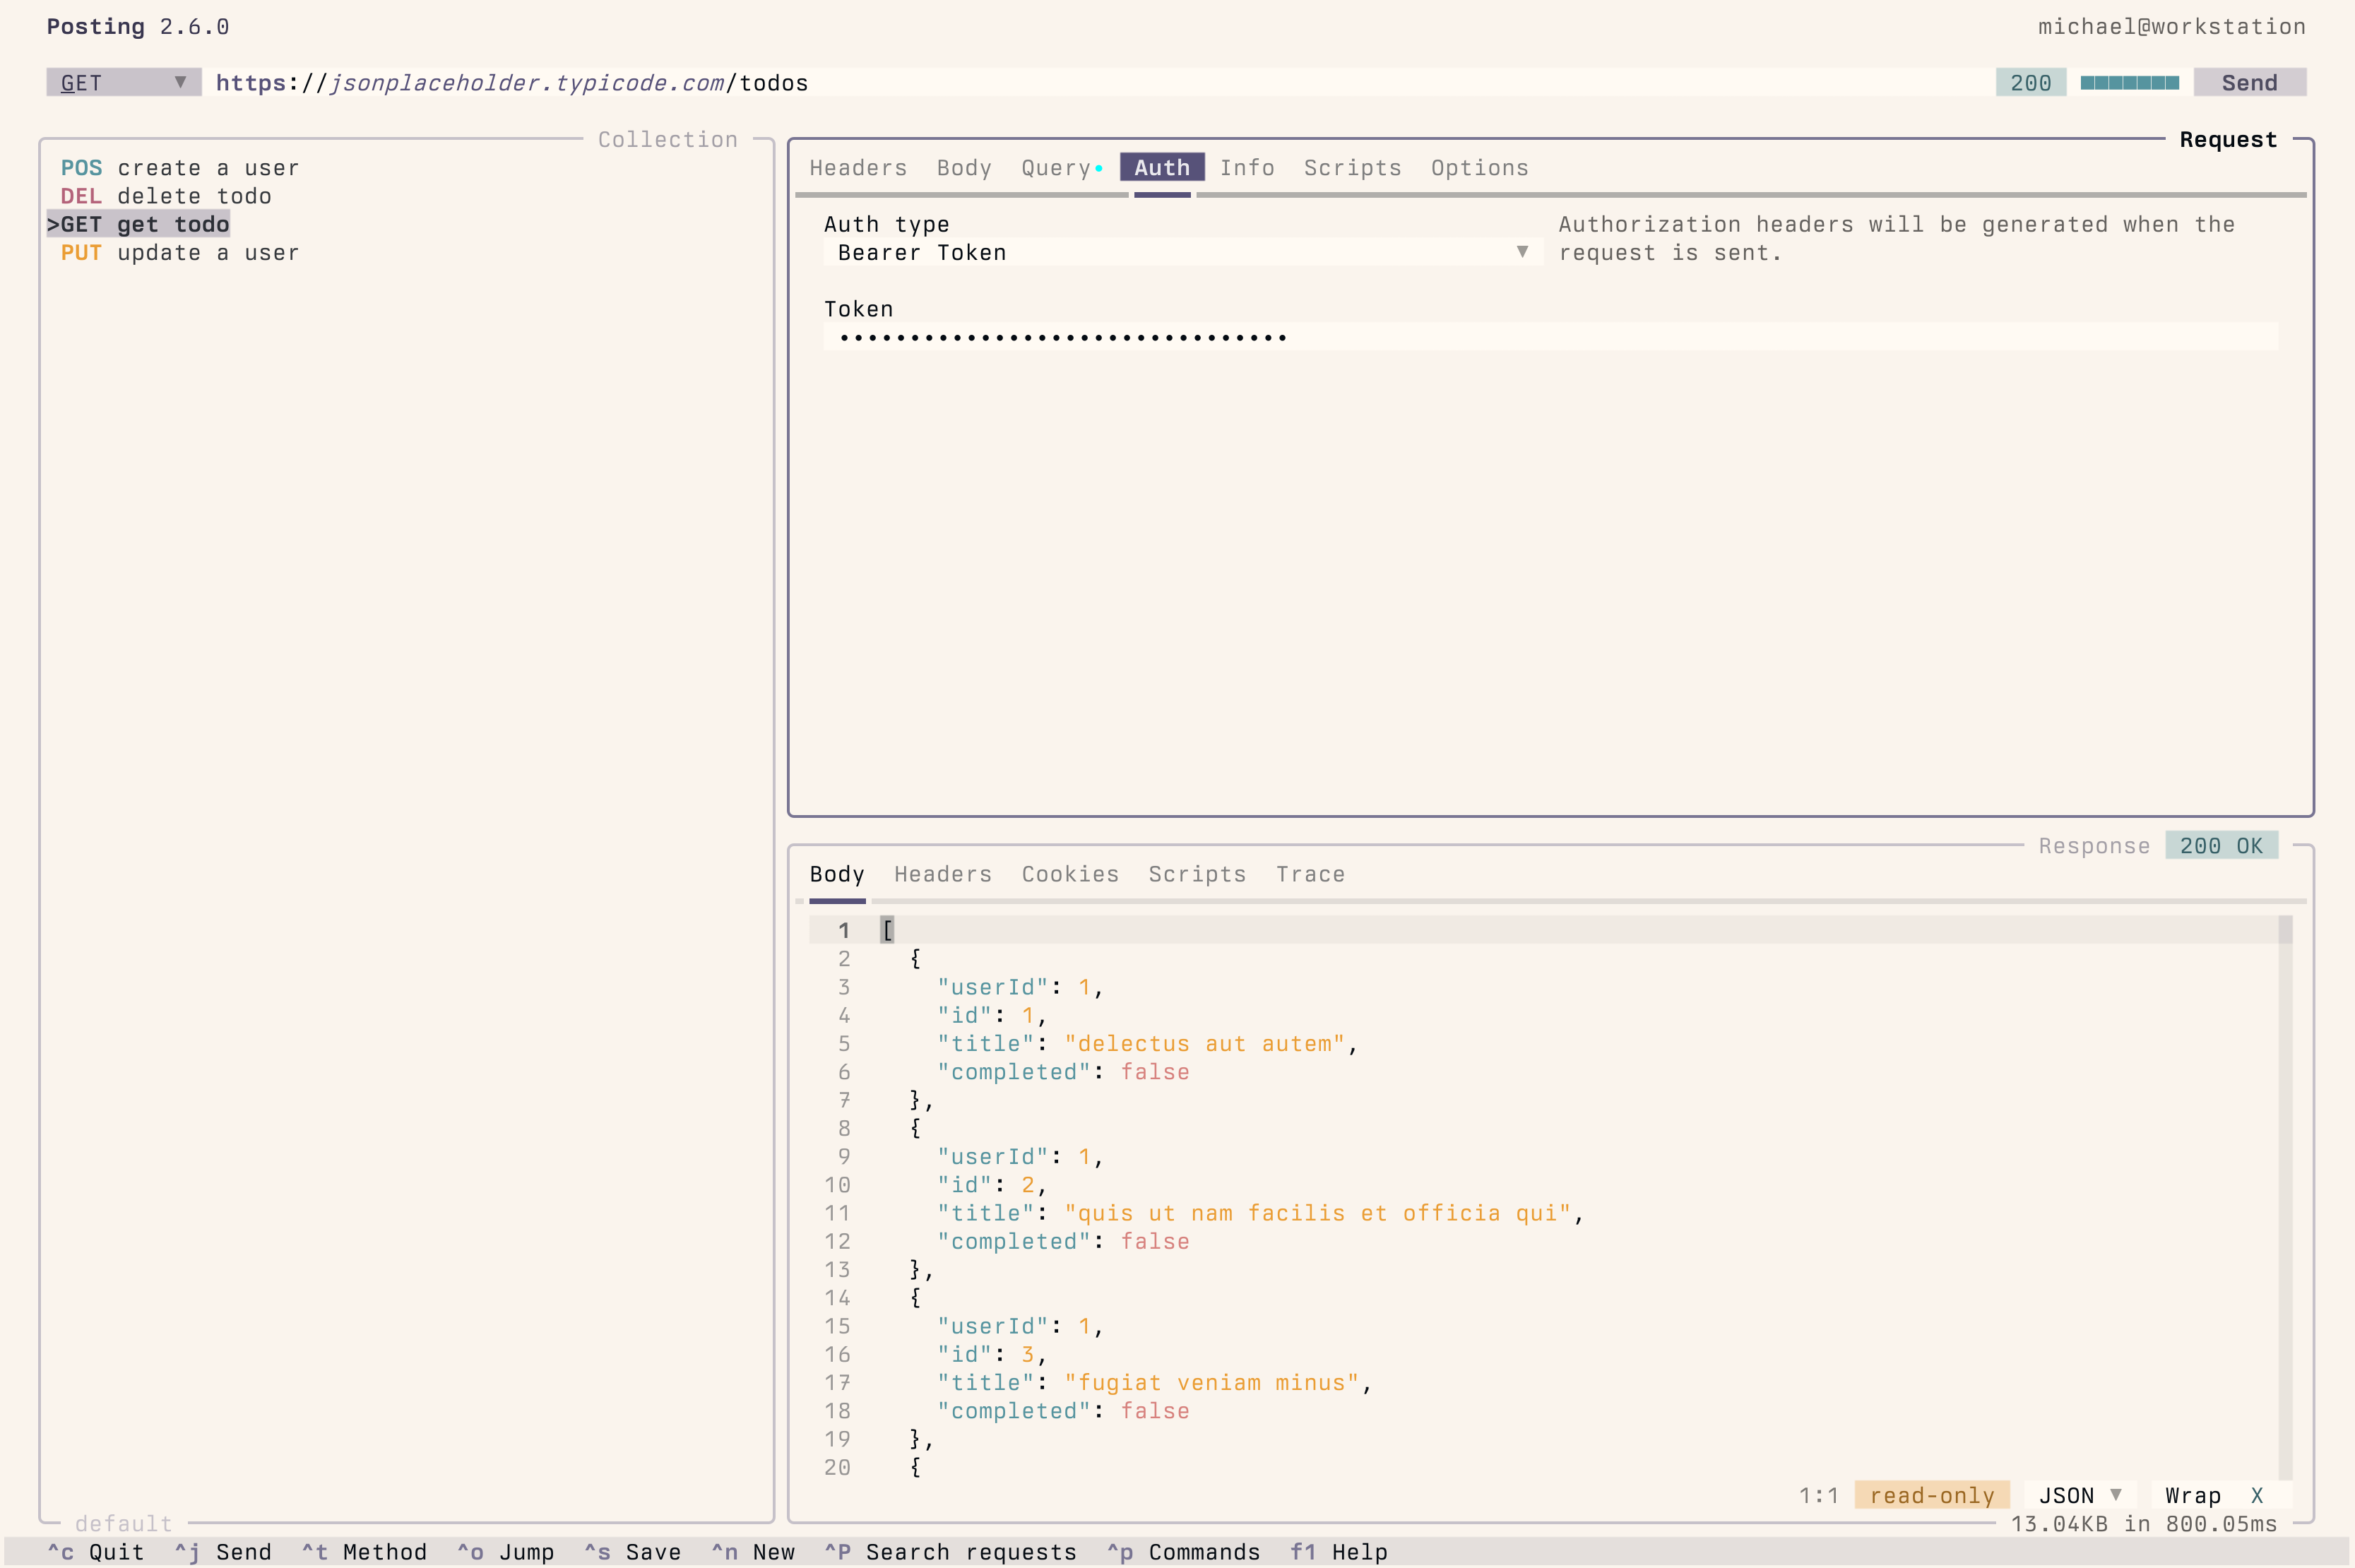 Posting 2.6.0
michael@workstation
GET ▼ https://jsonplaceholder.typicode.com/todos 200 Send
Collection
POS create a user
DEL delete todo
>GET get todo
PUT update a user
default
Request
Headers Body Query• Auth Info Scripts Options
Auth type
Bearer Token ▼
Authorization headers will be generated when the
request is sent.
Token
••••••••••••••••••••••••••••••••
Response 200 OK
Body Headers Cookies Scripts Trace
1 [
2 {
3 "userId": 1,
4 "id": 1,
5 "title": "delectus aut autem",
6 "completed": false
7 },
8 {
9 "userId": 1,
10 "id": 2,
11 "title": "quis ut nam facilis et officia qui",
12 "completed": false
13 },
14 {
15 "userId": 1,
16 "id": 3,
17 "title": "fugiat veniam minus",
18 "completed": false
19 },
20 {
1:1 read-only JSON ▼ Wrap X
13.04KB in 800.05ms
^c Quit ^j Send ^t Method ^o Jump ^s Save ^n New ^P Search requests ^p Commands f1 Help